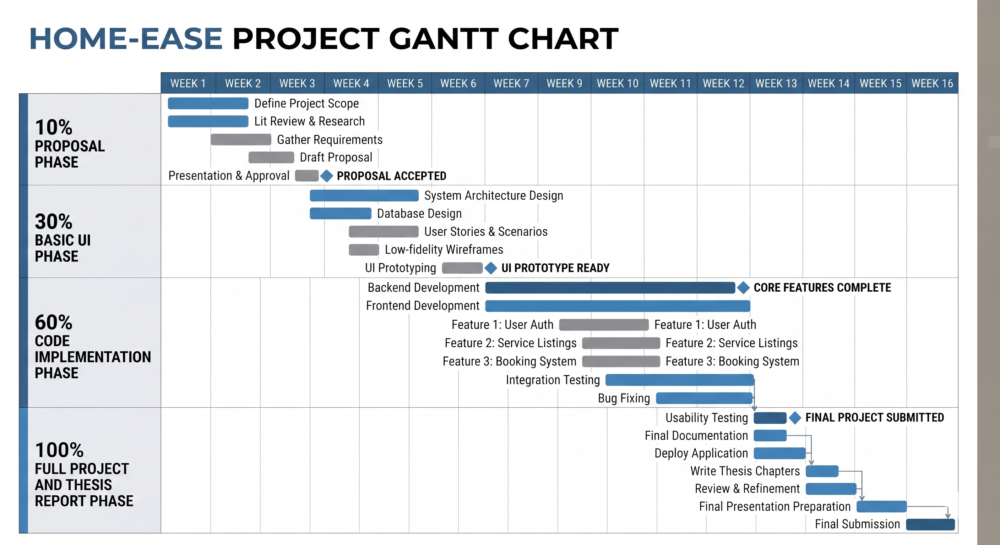 HOME-EASE PROJECT GANTT CHART
WEEK 1 WEEK 2 WEEK 3 WEEK 4 WEEK 5 WEEK 6 WEEK 7 WEEK 9 WEEK 10 WEEK 11 WEEK 12 WEEK 13 WEEK 14 WEEK 15 WEEK 16
10%
PROPOSAL
PHASE
Define Project Scope
Lit Review & Research
Gather Requirements
Draft Proposal
Presentation & Approval PROPOSAL ACCEPTED
30%
BASIC UI
PHASE
System Architecture Design
Database Design
User Stories & Scenarios
Low-fidelity Wireframes
UI Prototyping UI PROTOTYPE READY
60%
CODE
IMPLEMENTATION
PHASE
Backend Development CORE FEATURES COMPLETE
Frontend Development
Feature 1: User Auth Feature 1: User Auth
Feature 2: Service Listings Feature 2: Service Listings
Feature 3: Booking System Feature 3: Booking System
Integration Testing
Bug Fixing
100%
FULL PROJECT
AND THESIS
REPORT PHASE
Usability Testing FINAL PROJECT SUBMITTED
Final Documentation
Deploy Application
Write Thesis Chapters
Review & Refinement
Final Presentation Preparation
Final Submission